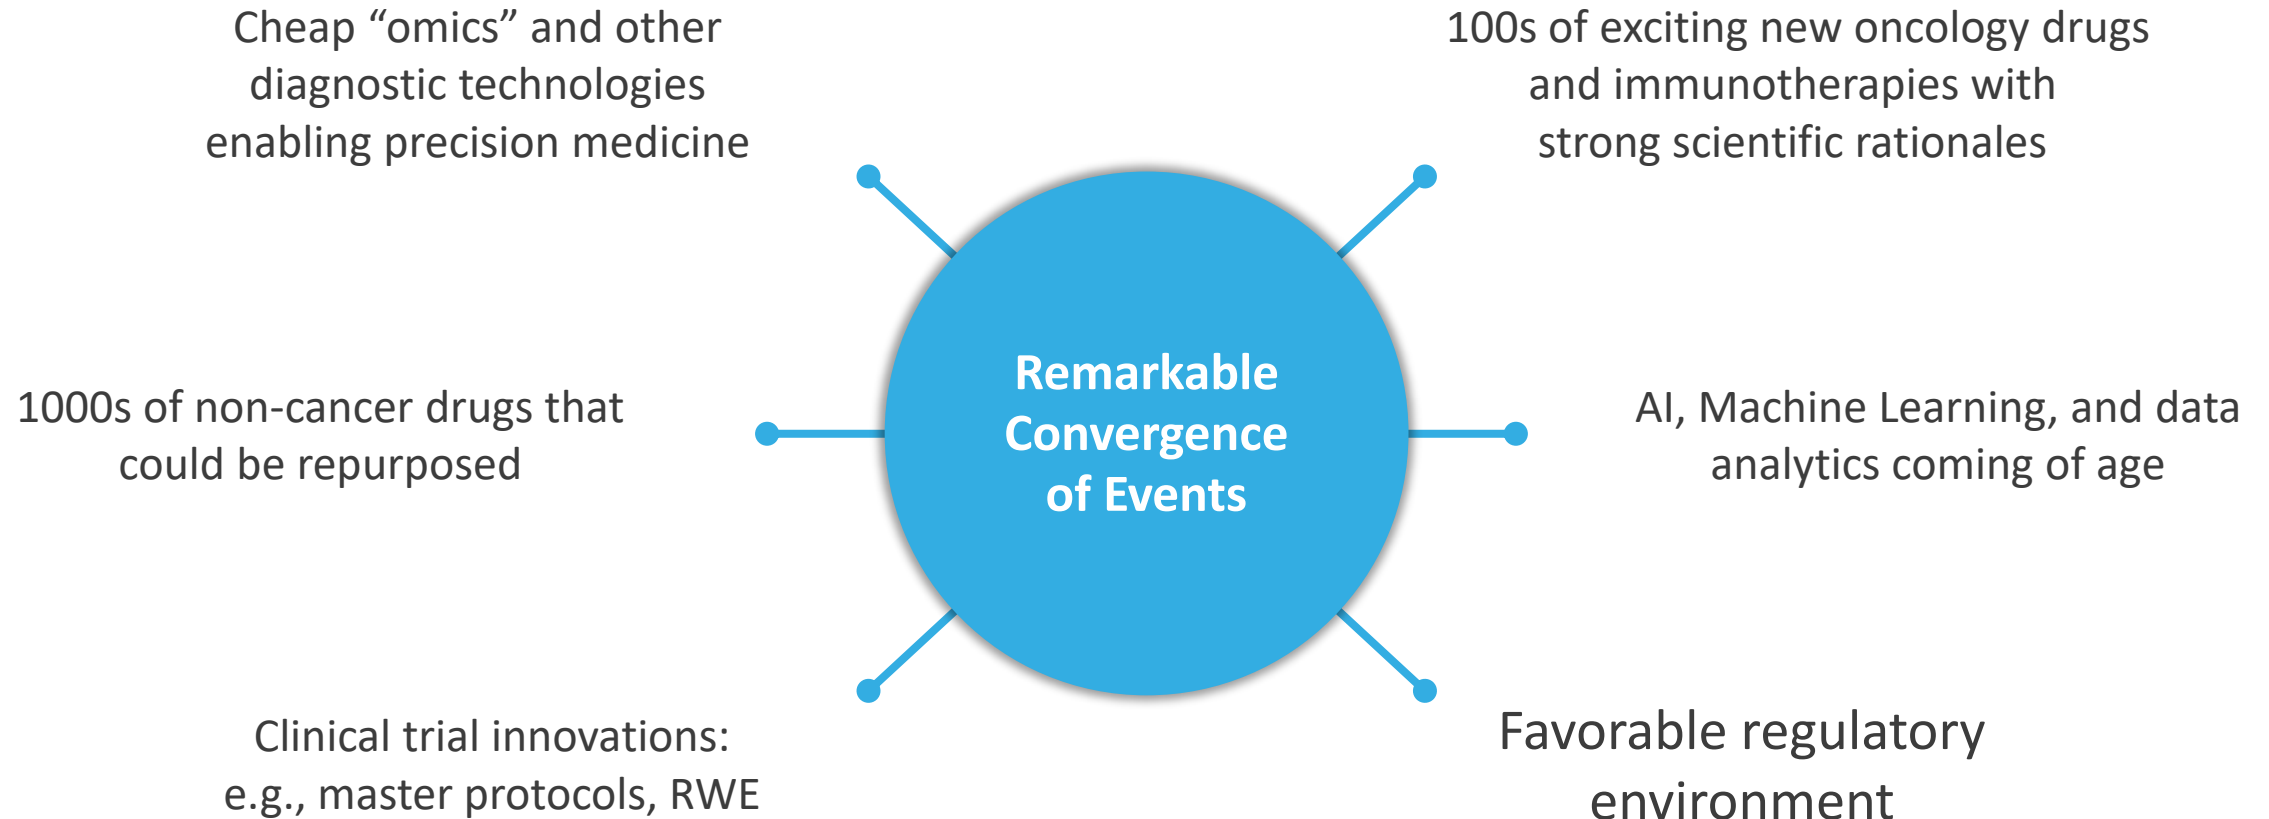 Cheap “omics” and other
diagnostic technologies
enabling precision medicine
100s of exciting new oncology drugs
and immunotherapies with
strong scientific rationales
1000s of non-cancer drugs that
could be repurposed
Remarkable
Convergence
of Events
AI, Machine Learning, and data
analytics coming of age
Clinical trial innovations:
e.g., master protocols, RWE
Favorable regulatory
environment